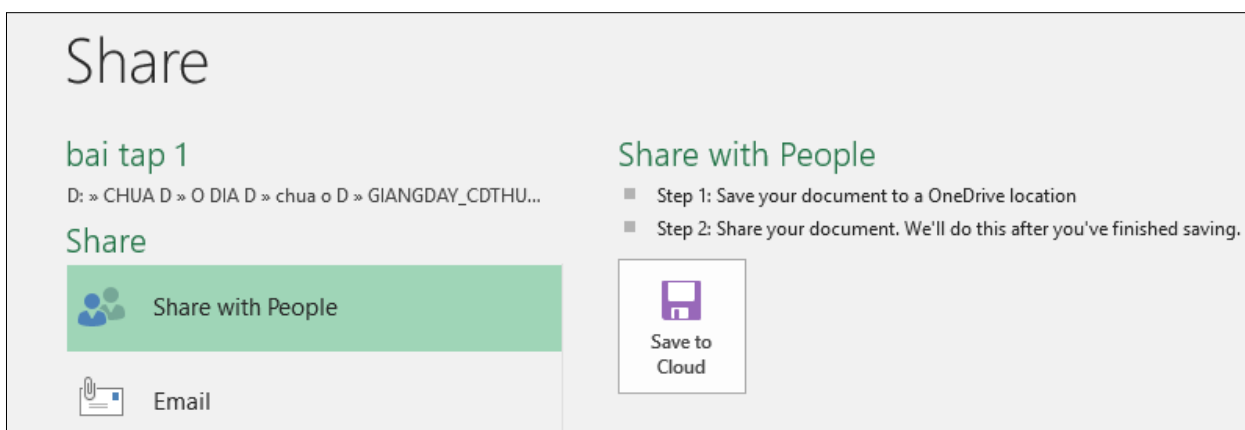 Share
bai tap 1
D: » CHUA D » O DIA D » chua o D » GIANGDAY_CDTHU...
Share
Share with People
Email
Share with People
Step 1: Save your document to a OneDrive location
Step 2: Share your document. We'll do this after you've finished saving.
Save to
Cloud